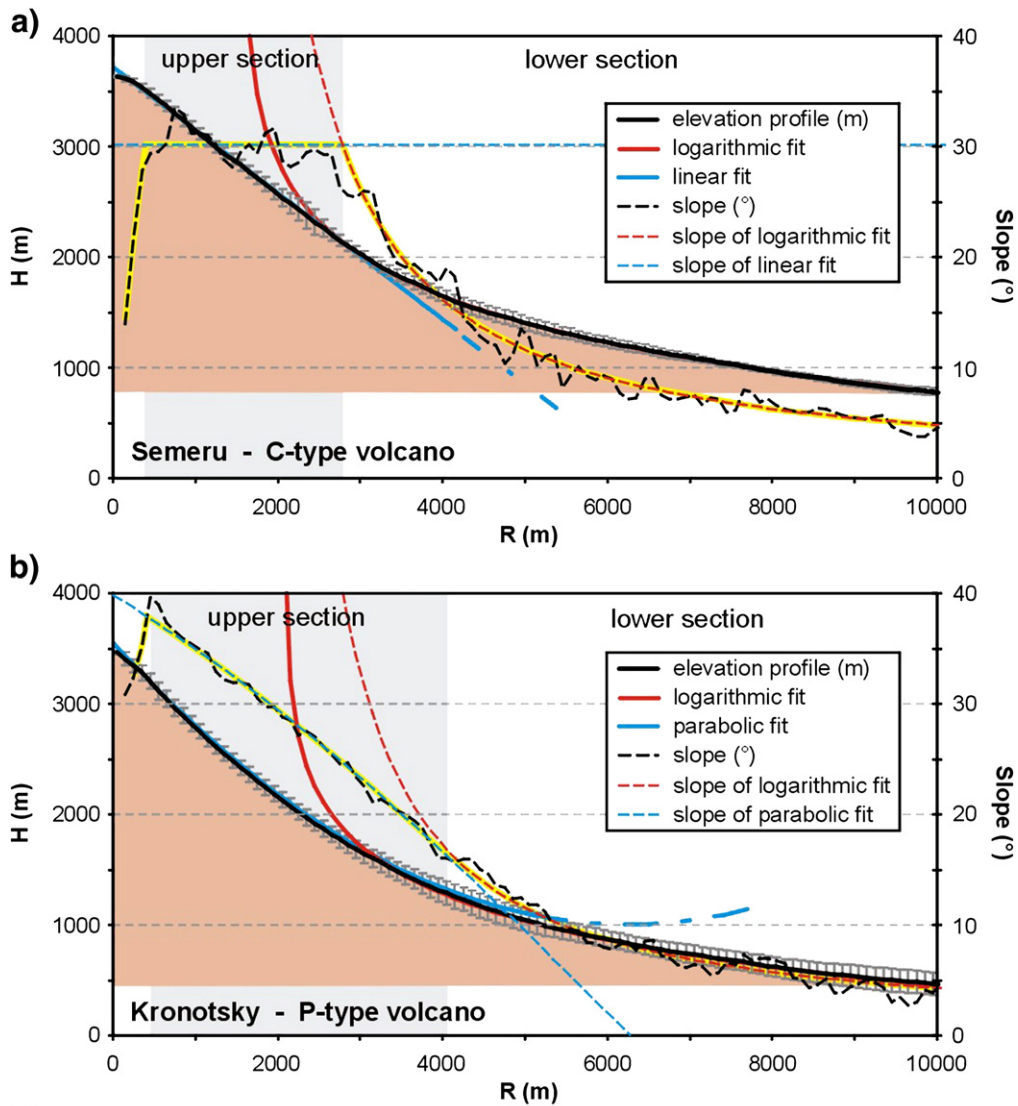 a)
4000
3000
2000
1000
0
H (m)
40
30
20
10
0
Slope (°)
upper section
lower section
elevation profile (m)
logarithmic fit
linear fit
slope (°)
slope of logarithmic fit
slope of linear fit
Semeru - C-type volcano
0 2000 4000 6000 8000 10000
R (m)
b)
4000
3000
2000
1000
0
H (m)
40
30
20
10
0
Slope (°)
upper section
lower section
elevation profile (m)
logarithmic fit
parabolic fit
slope (°)
slope of logarithmic fit
slope of parabolic fit
Kronotsky - P-type volcano
0 2000 4000 6000 8000 10000
R (m)